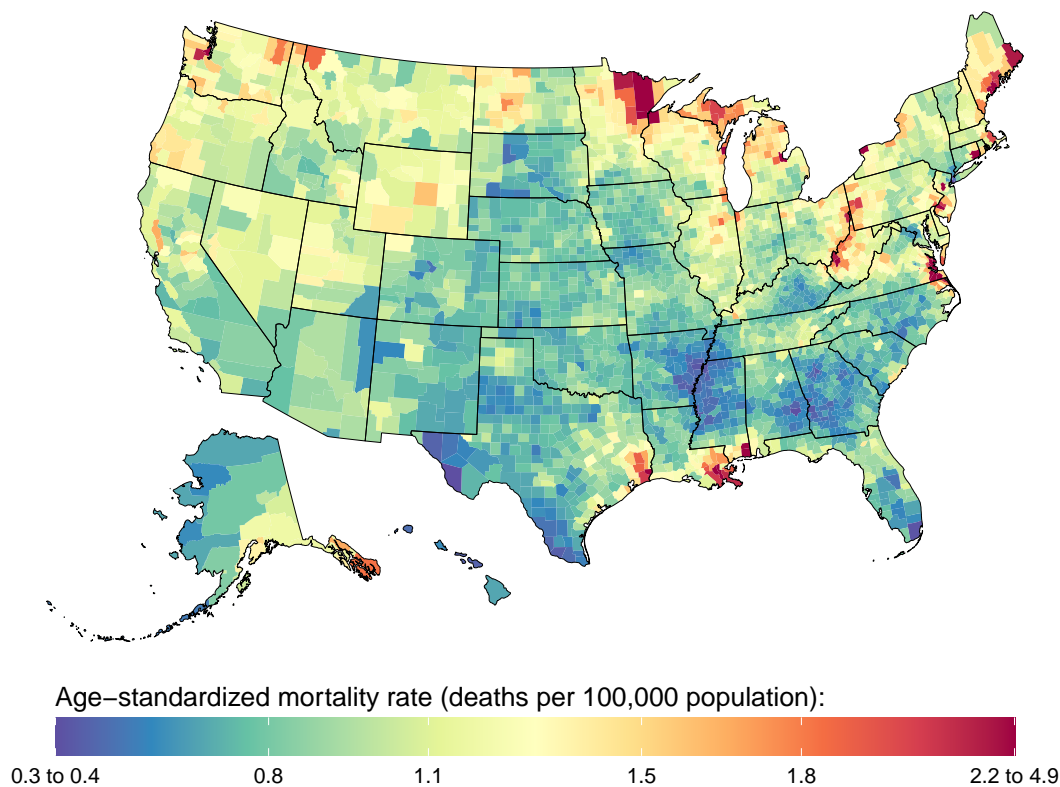 Age−standardized mortality rate (deaths per 100,000 population):
0.3 to 0.4 0.8 1.1 1.5 1.8 2.2 to 4.9